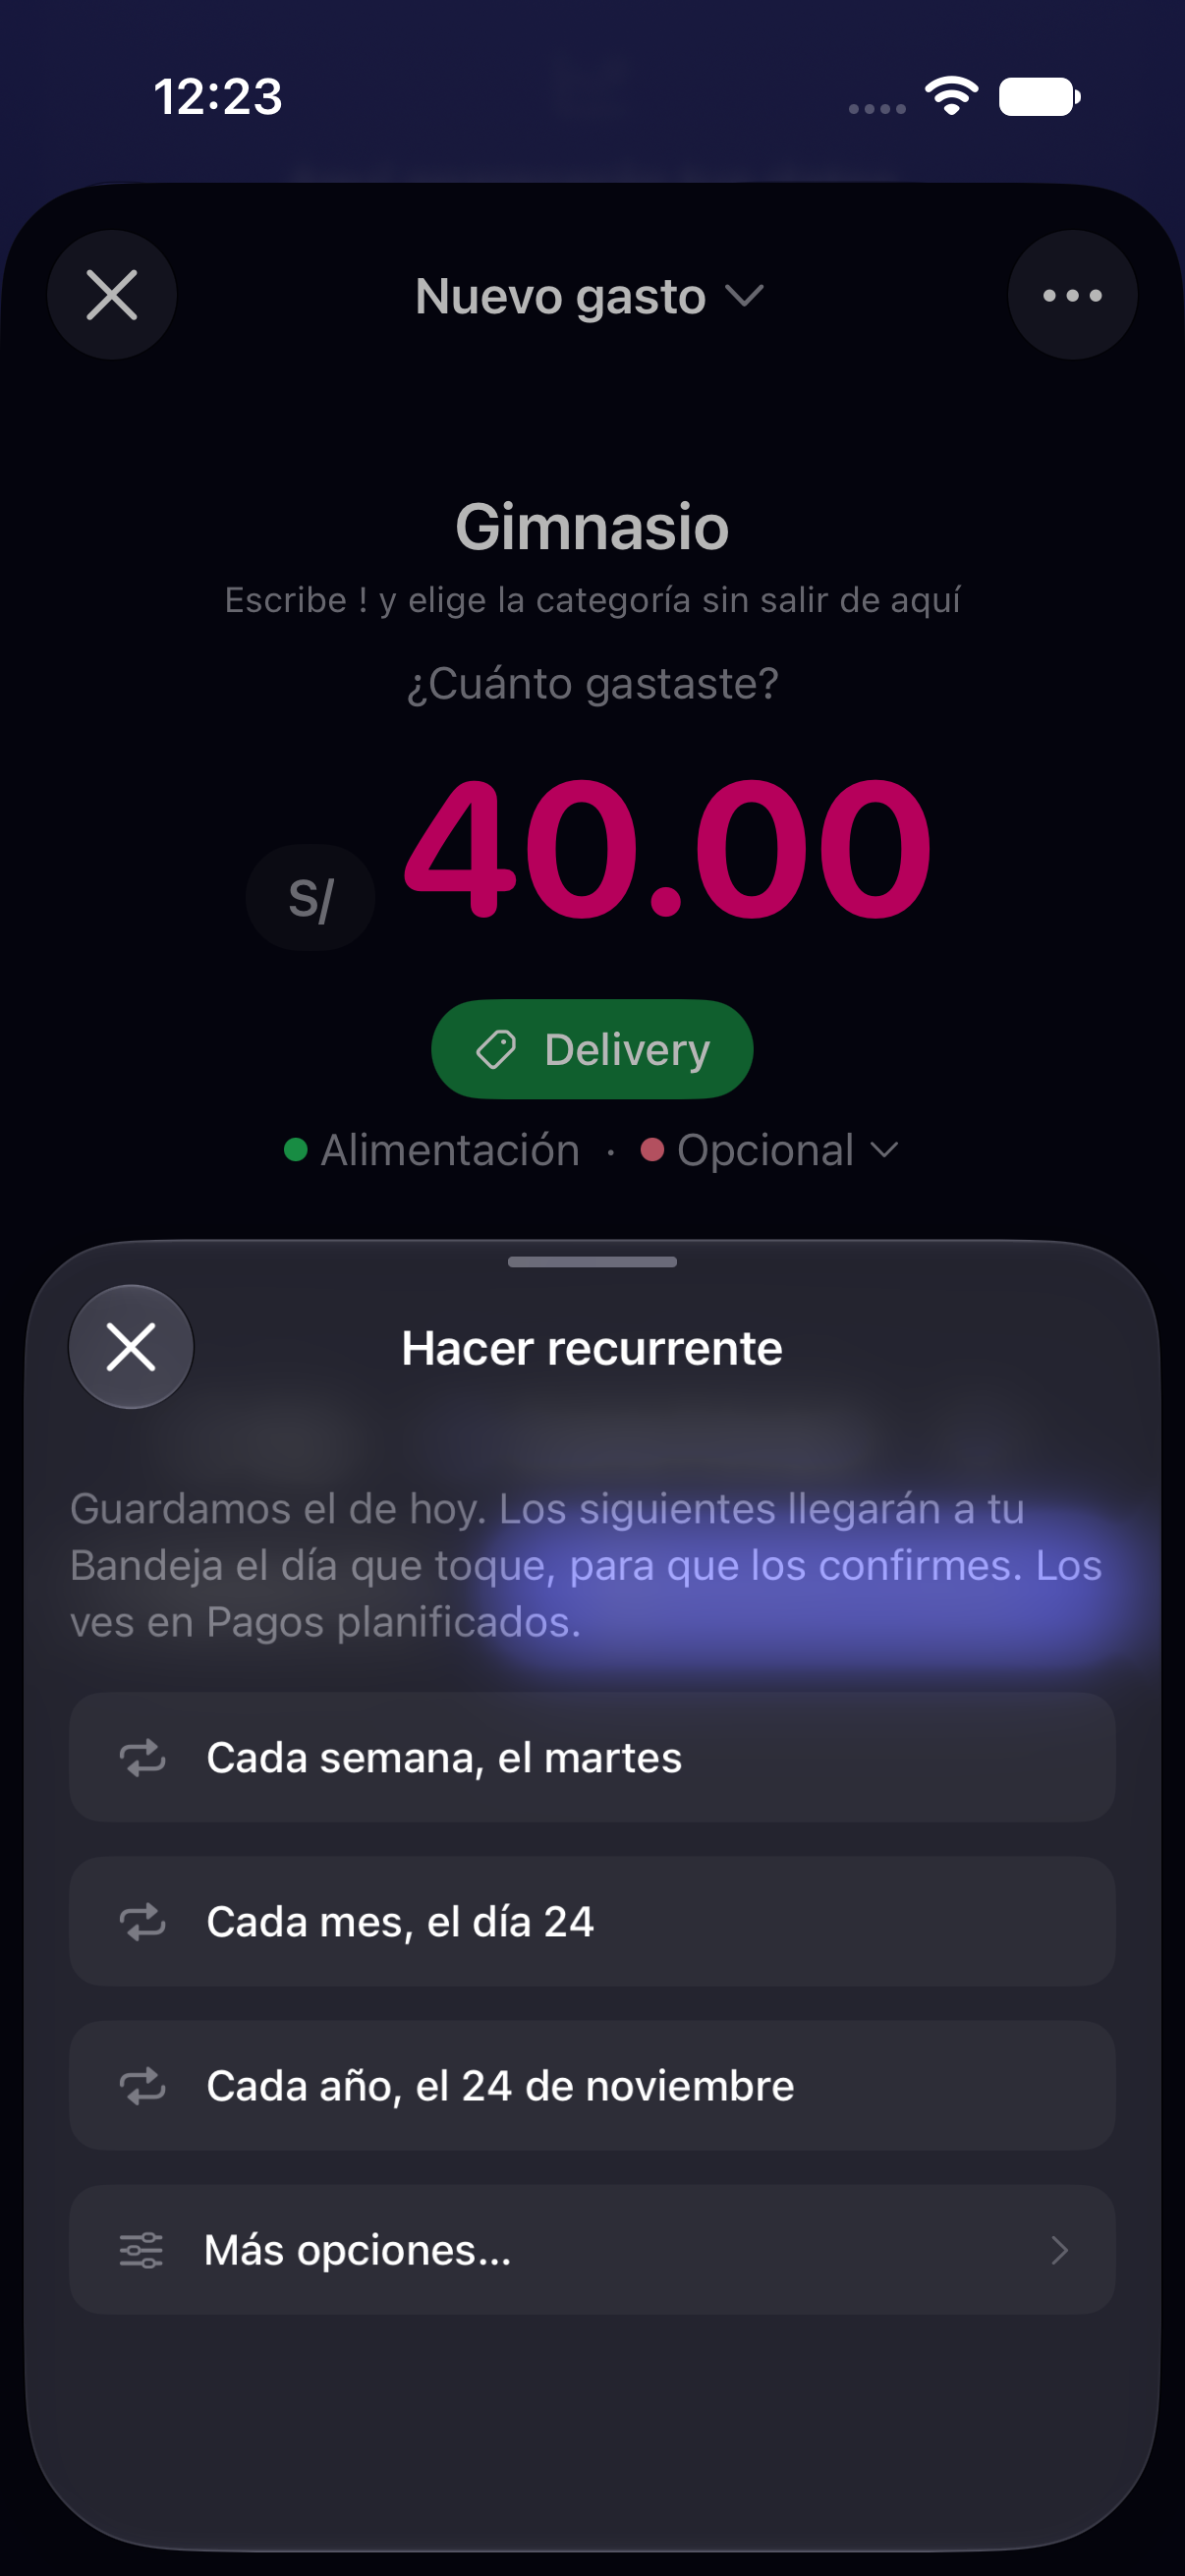 12:23
Nuevo gasto
Gimnasio
Escribe ! y elige la categoría sin salir de aquí
¿Cuánto gastaste?
S/ 40.00
Delivery
Alimentación · Opcional
Hacer recurrente
Guardamos el de hoy. Los siguientes llegarán a tu
Bandeja el día que toque, para que los confirmes. Los
ves en Pagos planificados.
Cada semana, el martes
Cada mes, el día 24
Cada año, el 24 de noviembre
Más opciones...